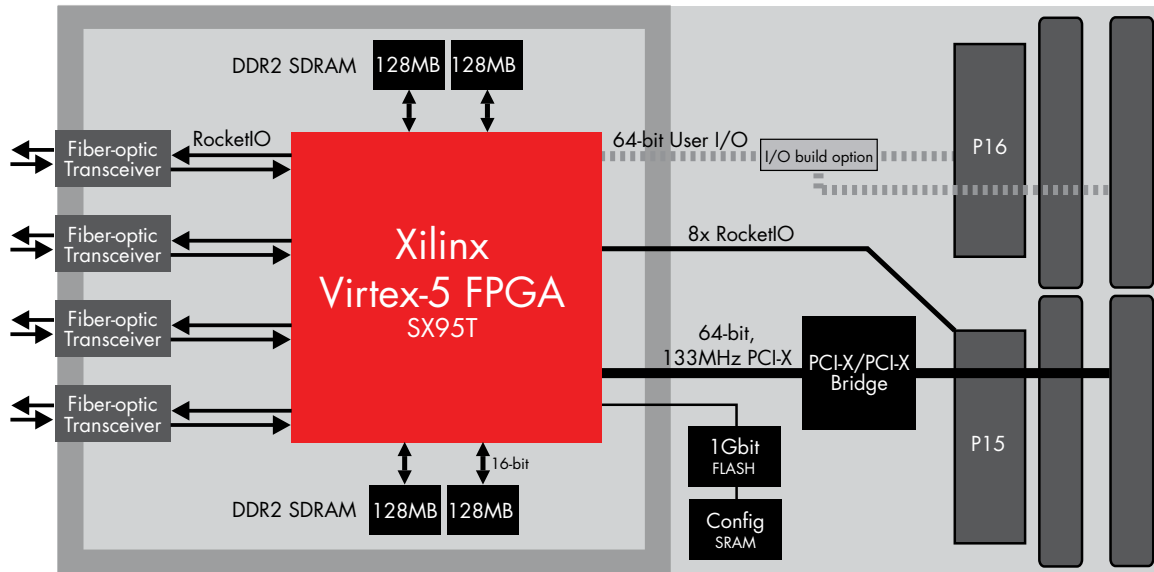 DDR2 SDRAM
128MB
128MB
Fiber-optic
Transceiver
RocketIO
64-bit User I/O
I/O build option
P16
Fiber-optic
Transceiver
8x RocketIO
Xilinx
Virtex-5 FPGA
SX95T
Fiber-optic
Transceiver
64-bit,
133MHz PCI-X
PCI-X/PCI-X
Bridge
Fiber-optic
Transceiver
P15
1Gbit
FLASH
16-bit
DDR2 SDRAM
128MB
128MB
Config
SRAM